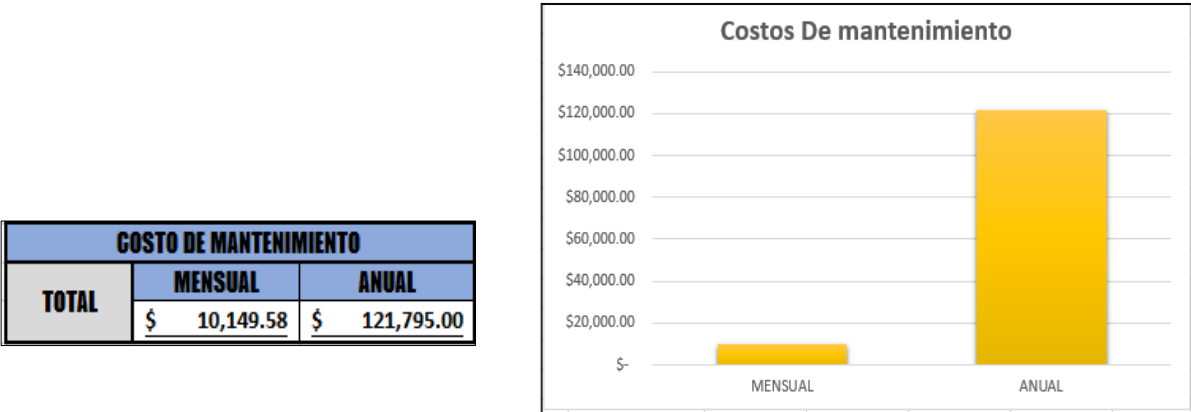 COSTO DE MANTENIMIENTO
TOTAL
MENSUAL ANUAL
$ 10,149.58 $ 121,795.00
Costos De mantenimiento
$140,000.00
$120,000.00
$100,000.00
$80,000.00
$60,000.00
$40,000.00
$20,000.00
$-
MENSUAL ANUAL